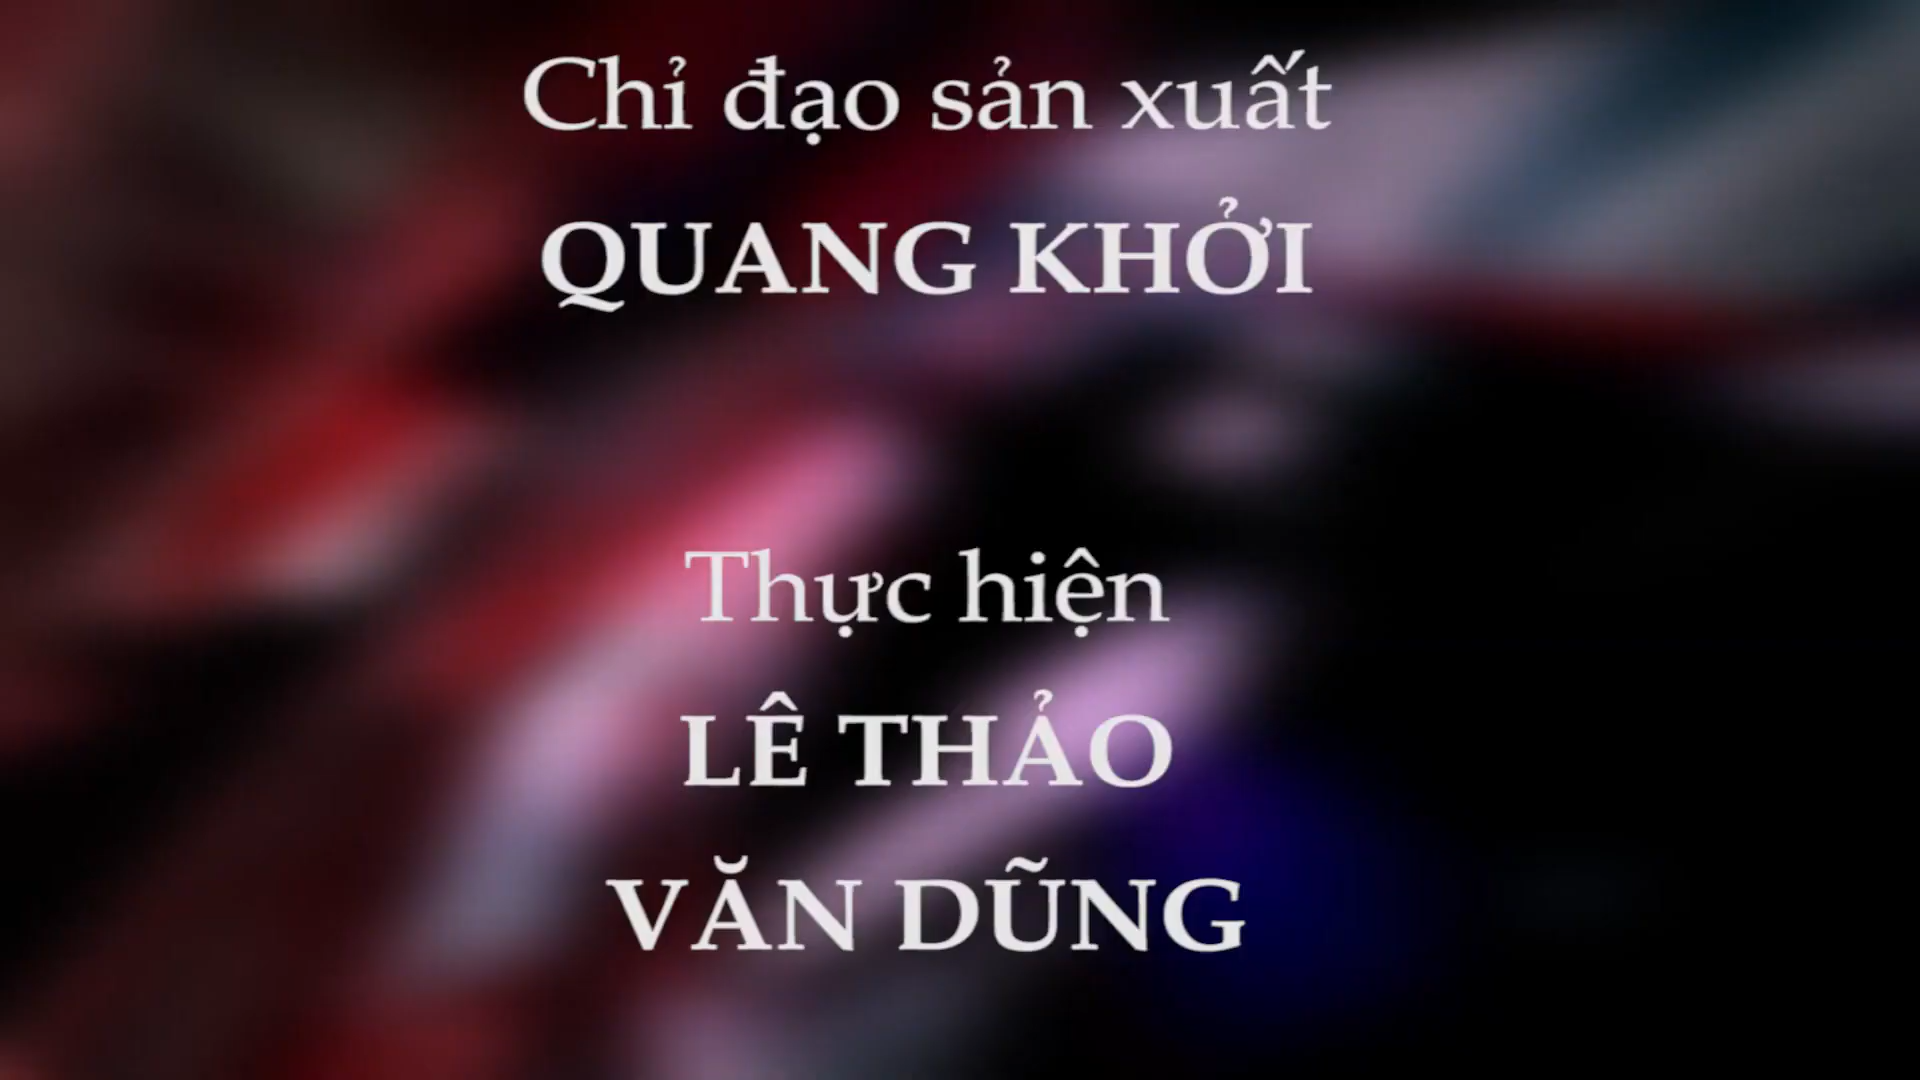 Chỉ đạo sản xuất
QUANG KHỞI
Thực hiện
LÊ THẢO
VĂN DŨNG